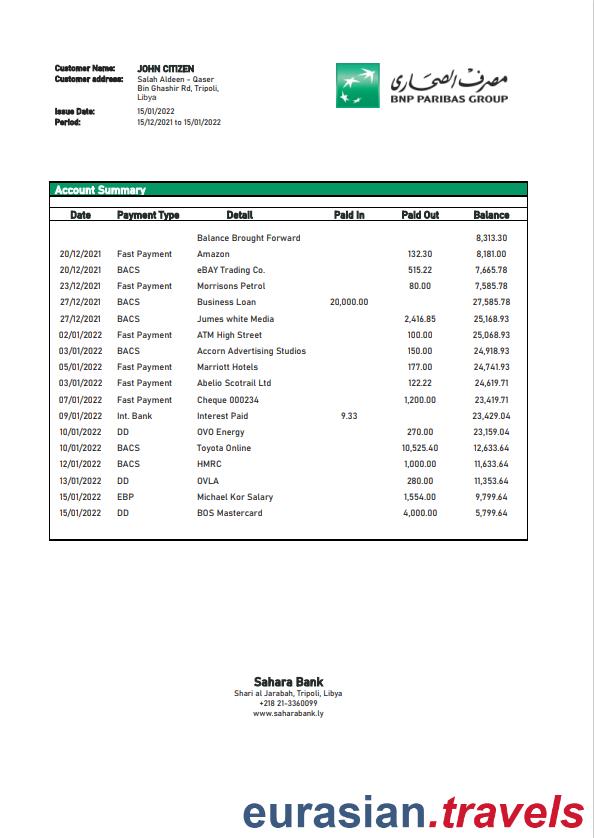 Customer Name: JOHN CITIZEN
Customer address: Salah Aldeen - Qaser
Bin Ghashir Rd, Tripoli,
Libya
Issue Date: 15/01/2022
Period: 15/12/2021 to 15/01/2022
مصرف الصحاري
BNP PARIBAS GROUP
Account Summary
Date Payment Type Detail Paid In Paid Out Balance
Balance Brought Forward 8,313.30
20/12/2021 Fast Payment Amazon 132.30 8,181.00
20/12/2021 BACS eBAY Trading Co. 515.22 7,665.78
23/12/2021 Fast Payment Morrisons Petrol 80.00 7,585.78
27/12/2021 BACS Business Loan 20,000.00 27,585.78
27/12/2021 BACS Jumes white Media 2,416.85 25,168.93
02/01/2022 Fast Payment ATM High Street 100.00 25,068.93
03/01/2022 BACS Accorn Advertising Studios 150.00 24,918.93
05/01/2022 Fast Payment Marriott Hotels 177.00 24,741.93
03/01/2022 Fast Payment Abelio Scotrail Ltd 122.22 24,619.71
07/01/2022 Fast Payment Cheque 000234 1,200.00 23,419.71
09/01/2022 Int. Bank Interest Paid 9.33 23,429.04
10/01/2022 DD OVO Energy 270.00 23,159.04
10/01/2022 BACS Toyota Online 10,525.40 12,633.64
12/01/2022 BACS HMRC 1,000.00 11,633.64
13/01/2022 DD OVLA 280.00 11,353.64
15/01/2022 EBP Michael Kor Salary 1,554.00 9,799.64
15/01/2022 DD BOS Mastercard 4,000.00 5,799.64
Sahara Bank
Shari al Jarabah, Tripoli, Libya
+218 21-3360099
www.saharabank.ly
eurasian.travels